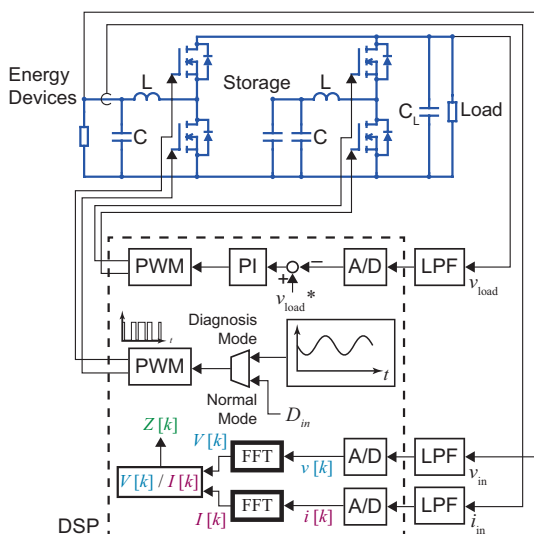 Energy
Devices
L
Storage
L
C
C
C_L
Load
PWM
PI
−
+
v_load*
A/D
LPF
v_load
t
Diagnosis
Mode
PWM
t
Normal
Mode
D_in
Z[k]
V[k]
FFT
v[k]
A/D
LPF
v_in
V[k] / I[k]
I[k]
FFT
i[k]
A/D
LPF
i_in
DSP